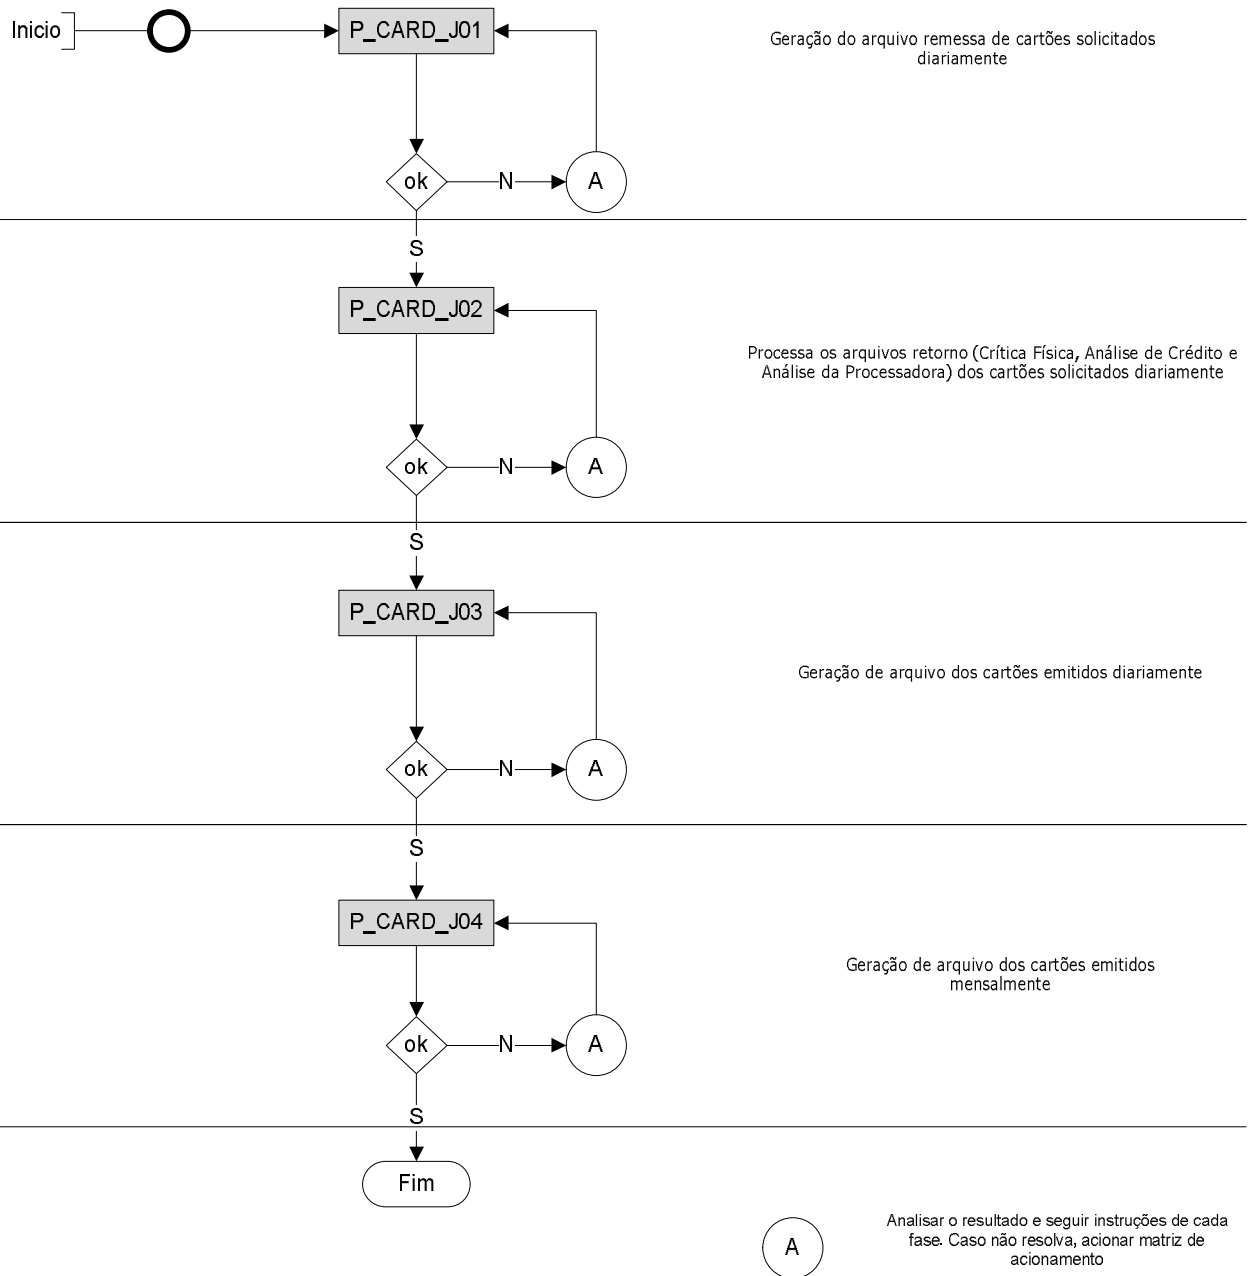 Inicio
P_CARD_J01
Geração do arquivo remessa de cartões solicitados
diariamente
ok
N
A
S
P_CARD_J02
Processa os arquivos retorno (Crítica Física, Análise de Crédito e
Análise da Processadora) dos cartões solicitados diariamente
ok
N
A
S
P_CARD_J03
Geração de arquivo dos cartões emitidos diariamente
ok
N
A
S
P_CARD_J04
Geração de arquivo dos cartões emitidos
mensalmente
ok
N
A
S
Fim
A
Analisar o resultado e seguir instruções de cada
fase. Caso não resolva, acionar matriz de
acionamento